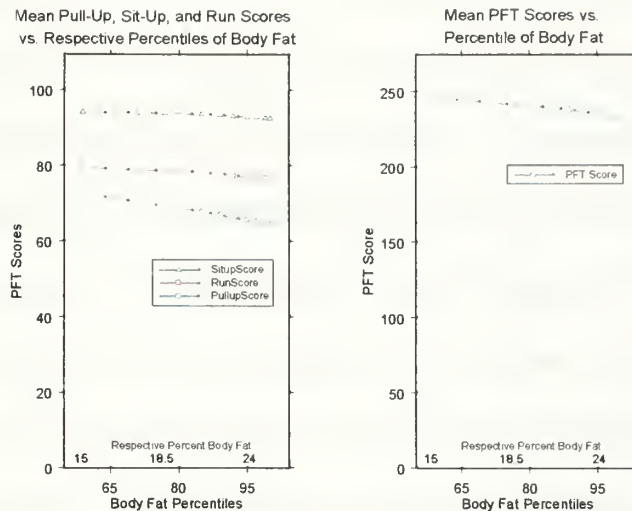 Mean Pull-Up, Sit-Up, and Run Scores
vs. Respective Percentiles of Body Fat
100
80
60
40
20
0
PFT Scores
SitupScore
RunScore
PullupScore
Respective Percent Body Fat
15
18.5
24
65
80
95
Body Fat Percentiles
Mean PFT Scores vs.
Percentile of Body Fat
250
200
150
100
50
0
PFT Score
PFT Score
Respective Percent Body Fat
15
18.5
24
65
80
95
Body Fat Percentiles